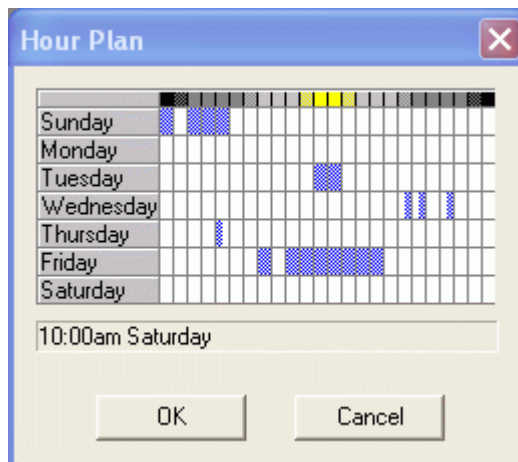 Hour Plan
Sunday
Monday
Tuesday
Wednesday
Thursday
Friday
Saturday
10:00am Saturday
OK Cancel